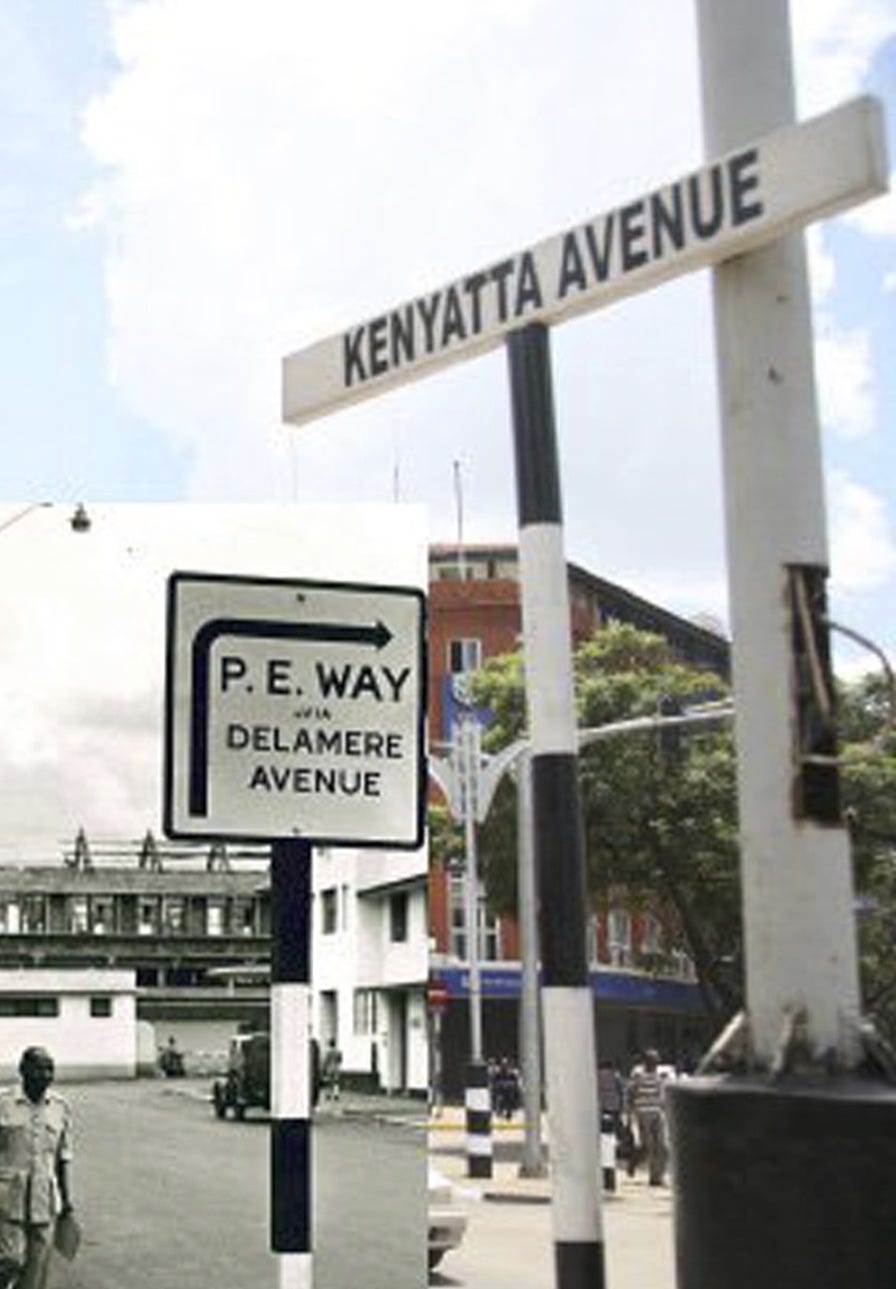 KENYATTA AVENUE
P. E. WAY
VIA
DELAMERE
AVENUE